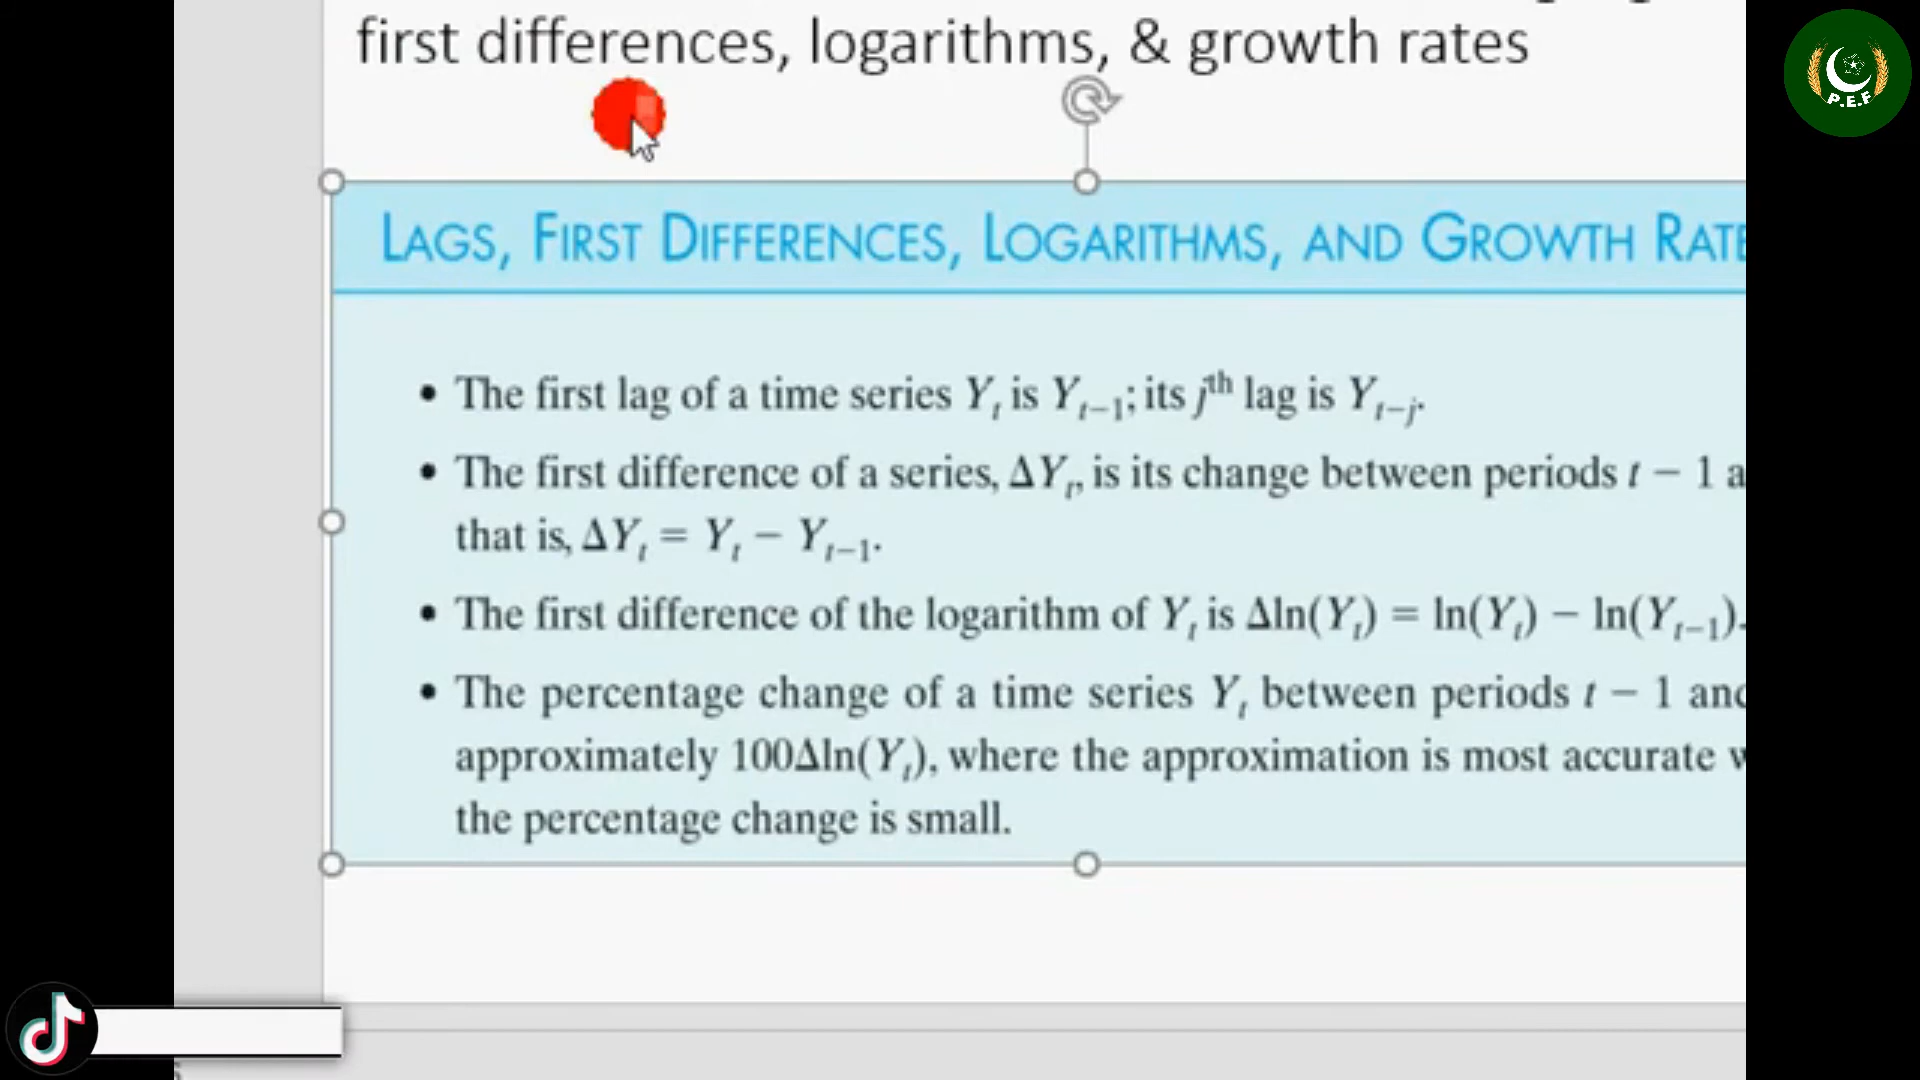 first differences, logarithms, & growth rates
P.E.F
LAGS, FIRST DIFFERENCES, LOGARITHMS, AND GROWTH RATE
• The first lag of a time series Yₜ is Yₜ₋₁; its jᵗʰ lag is Yₜ₋ⱼ.
• The first difference of a series, ΔYₜ, is its change between periods t − 1 a
that is, ΔYₜ = Yₜ − Yₜ₋₁.
• The first difference of the logarithm of Yₜ is Δln(Yₜ) = ln(Yₜ) − ln(Yₜ₋₁).
• The percentage change of a time series Yₜ between periods t − 1 and
approximately 100Δln(Yₜ), where the approximation is most accurate w
the percentage change is small.